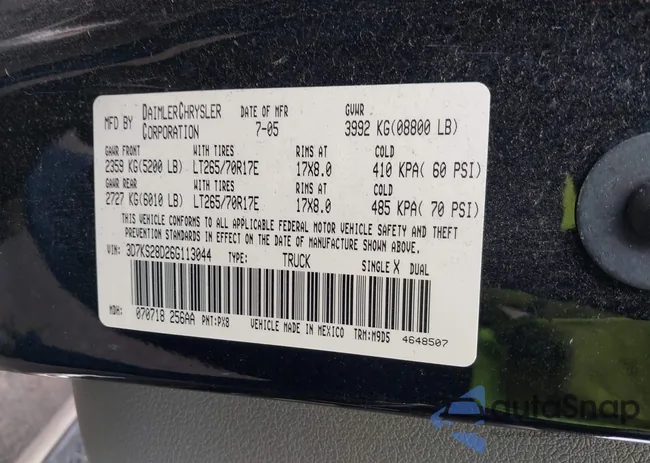 MFD BY DAIMLERCHRYSLER CORPORATION DATE OF MFR 7-05 GVWR 3992 KG(08800 LB)
GAWR FRONT WITH TIRES RIMS AT COLD
2359 KG(5200 LB) LT265/70R17E 17X8.0 410 KPA( 60 PSI)
GAWR REAR WITH TIRES RIMS AT COLD
2727 KG(6010 LB) LT265/70R17E 17X8.0 485 KPA( 70 PSI)
THIS VEHICLE CONFORMS TO ALL APPLICABLE FEDERAL MOTOR VEHICLE SAFETY AND THEFT
PREVENTION STANDARDS IN EFFECT ON THE DATE OF MANUFACTURE SHOWN ABOVE.
VIN: 3D7KS28D26G113044 TYPE: TRUCK SINGLE X DUAL
MDH: 070718 256AA PNT:PX8 VEHICLE MADE IN MEXICO TRM:M9D5 4648507
autoSnap